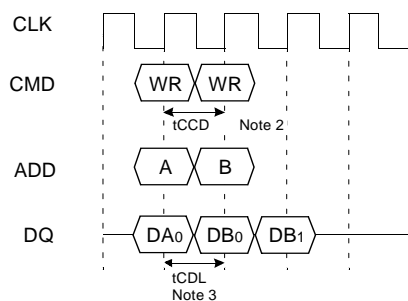 CLK
CMD WR WR
tCCD Note 2
ADD A B
DQ DA0 DB0 DB1
tCDL
Note 3